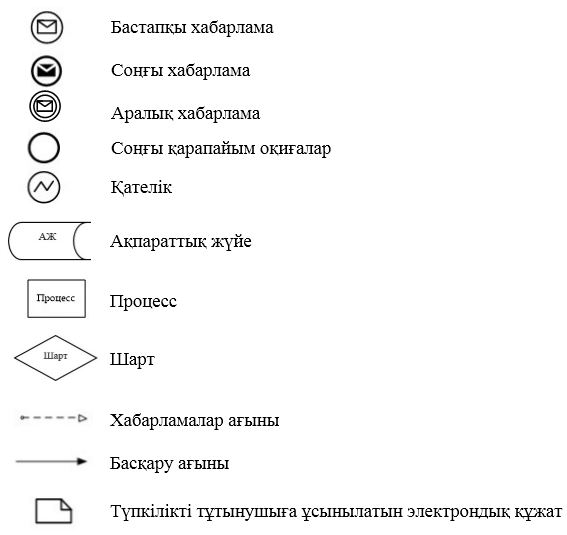 Бастапқы хабарлама
Соңғы хабарлама
Аралық хабарлама
Соңғы қарапайым оқиғалар
Қателік
АЖ Ақпараттық жүйе
Процесс Процесс
Шарт Шарт
Хабарламалар ағыны
Басқару ағыны
Түпкілікті тұтынушыға ұсынылатын электрондық құжат